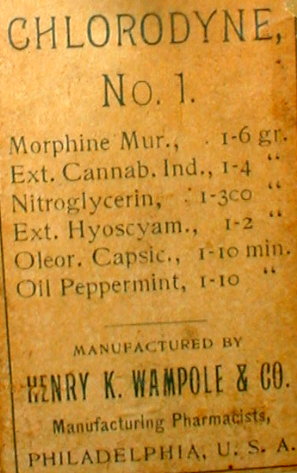 CHLORODYNE,
No. 1.
Morphine Mur., 1-6 gr.
Ext. Cannab. Ind., 1-4 "
Nitroglycerin, 1-300 "
Ext. Hyoscyam., 1-2 "
Oleor. Capsic., 1-10 min.
Oil Peppermint, 1-10 "
MANUFACTURED BY
HENRY K. WAMPOLE & CO.
Manufacturing Pharmacists,
PHILADELPHIA, U. S. A.